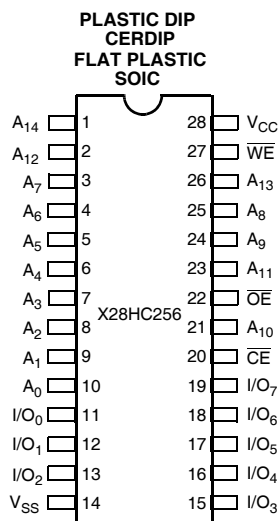 PLASTIC DIP
CERDIP
FLAT PLASTIC
SOIC
A14 1 28 VCC
A12 2 27 W̅E̅
A7 3 26 A13
A6 4 25 A8
A5 5 24 A9
A4 6 23 A11
A3 7 22 O̅E̅
X28HC256
A2 8 21 A10
A1 9 20 C̅E̅
A0 10 19 I/O7
I/O0 11 18 I/O6
I/O1 12 17 I/O5
I/O2 13 16 I/O4
VSS 14 15 I/O3